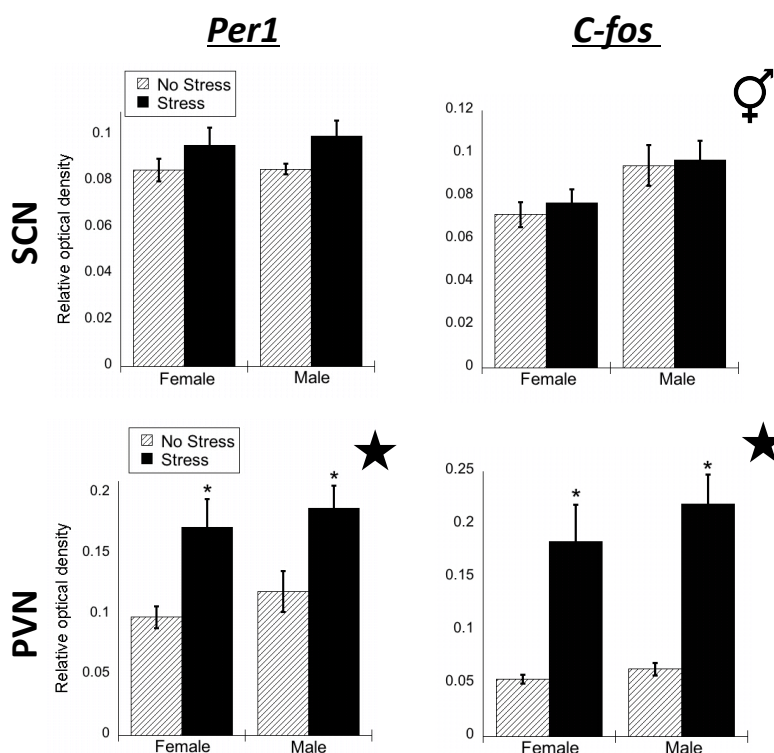 Per1
C-fos
No Stress
Stress
SCN
Relative optical density
0.1
0.08
0.06
0.04
0.02
0
Female Male
0.12
0.1
0.08
0.06
0.04
0.02
0
Female Male
No Stress
Stress
PVN
Relative optical density
0.2
0.15
0.1
0.05
0
* *
Female Male
0.25
0.2
0.15
0.1
0.05
0
* *
Female Male